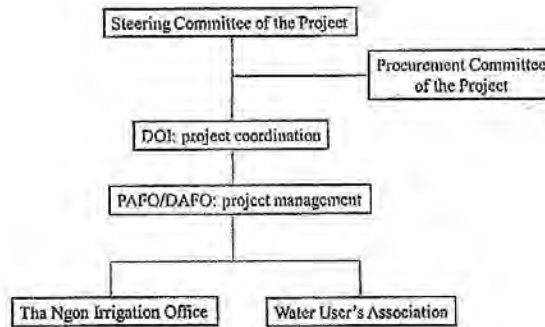 Steering Committee of the Project
Procurement Committee
of the Project
DOI: project coordination
PAFO/DAFO: project management
Tha Ngon Irrigation Office
Water User's Association